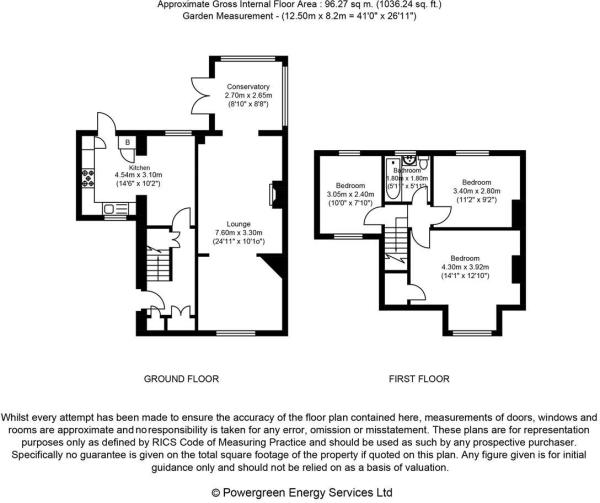 Approximate Gross Internal Floor Area : 96.27 sq m. (1036.24 sq. ft.)
Garden Measurement - (12.50m x 8.2m = 41'0" x 26'11")
Conservatory
2.70m x 2.65m
(8'10" x 8'8")
B
Kitchen
4.54m x 3.10m
(14'6" x 10'2")
Lounge
7.60m x 3.30m
(24'11" x 10'1o")
Bathroom
1.80m x 1.80m
(5'11" x 5'11")
Bedroom
3.05m x 2.40m
(10'0" x 7'10")
Bedroom
3.40m x 2.80m
(11'2" x 9'2")
Bedroom
4.30m x 3.92m
(14'1" x 12'10")
GROUND FLOOR
FIRST FLOOR
Whilst every attempt has been made to ensure the accuracy of the floor plan contained here, measurements of doors, windows and
rooms are approximate and no responsibility is taken for any error, omission or misstatement. These plans are for representation
purposes only as defined by RICS Code of Measuring Practice and should be used as such by any prospective purchaser.
Specifically no guarantee is given on the total square footage of the property if quoted on this plan. Any figure given is for initial
guidance only and should not be relied on as a basis of valuation.
© Powergreen Energy Services Ltd